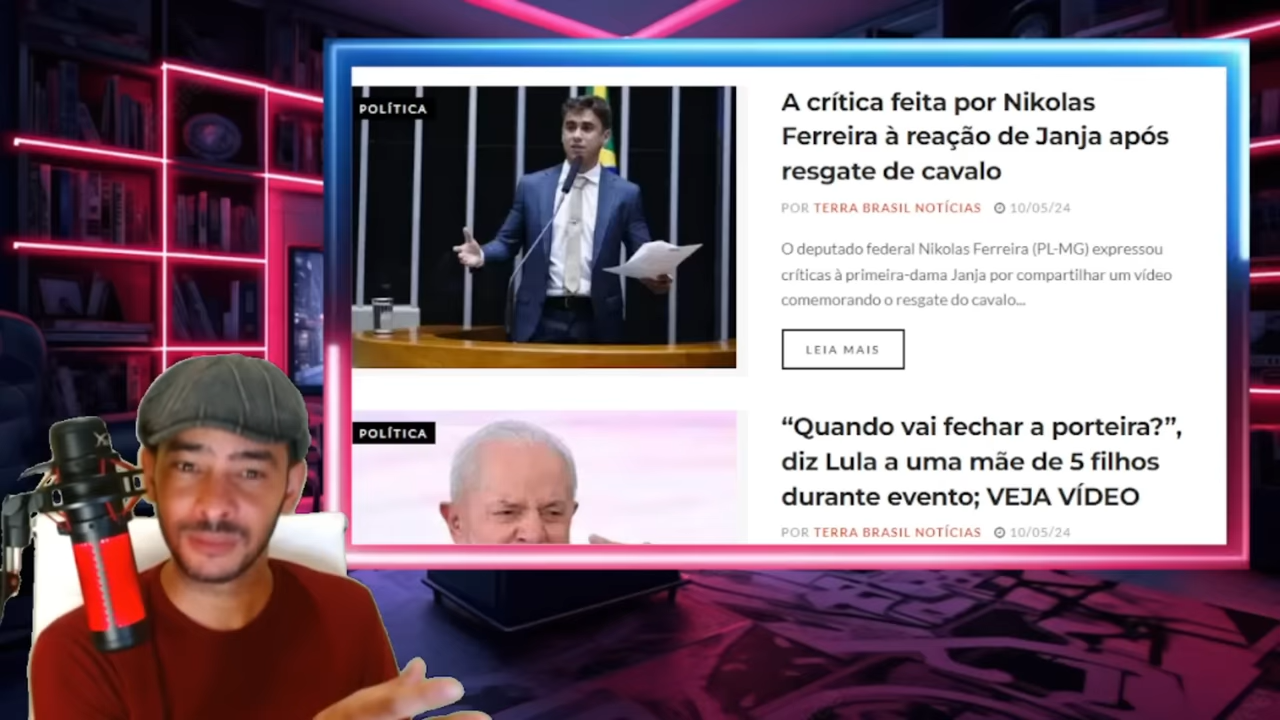 POLÍTICA
A crítica feita por Nikolas
Ferreira à reação de Janja após
resgate de cavalo
POR TERRA BRASIL NOTÍCIAS 10/05/24
O deputado federal Nikolas Ferreira (PL-MG) expressou
críticas à primeira-dama Janja por compartilhar um vídeo
comemorando o resgate do cavalo...
LEIA MAIS
POLÍTICA
“Quando vai fechar a porteira?”,
diz Lula a uma mãe de 5 filhos
durante evento; VEJA VÍDEO
POR TERRA BRASIL NOTÍCIAS 10/05/24